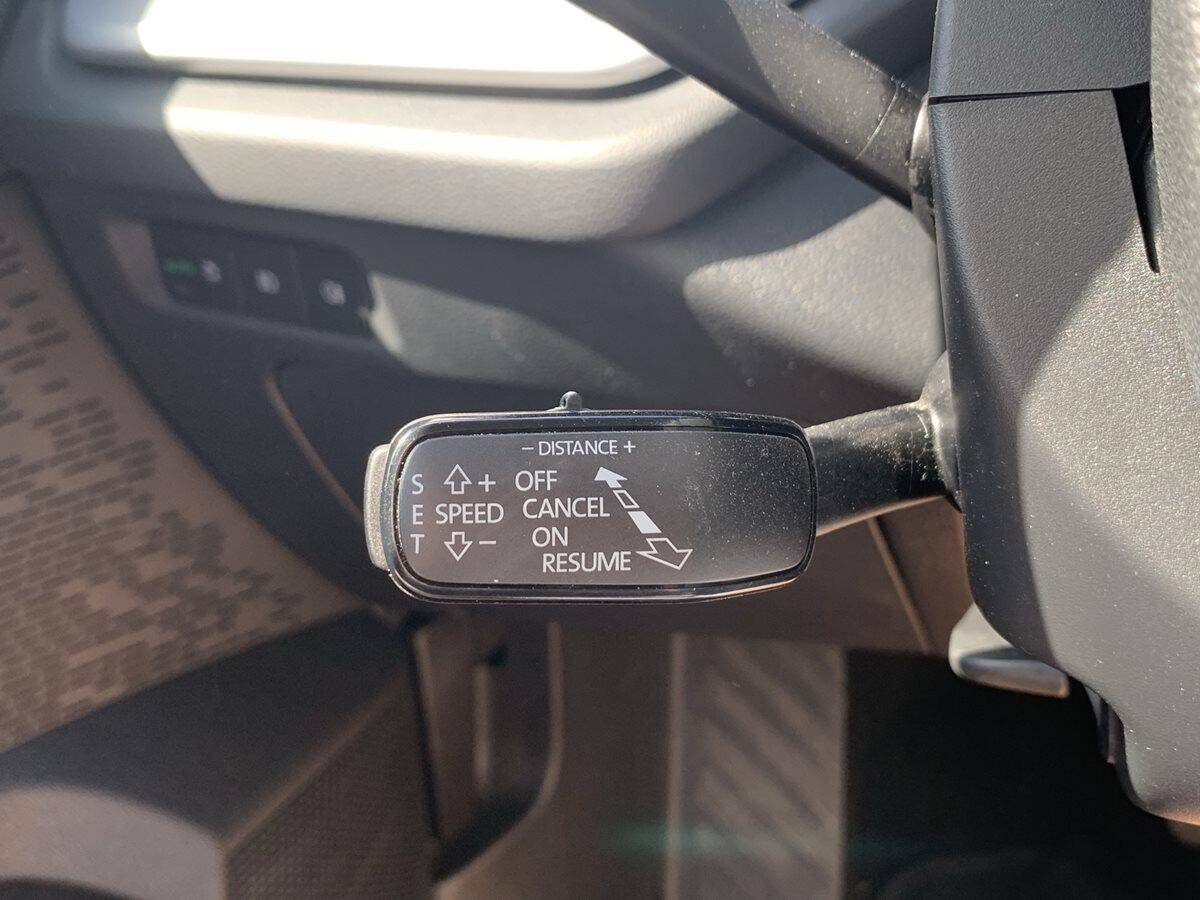 − DISTANCE +
S + OFF
E SPEED CANCEL
T − ON
RESUME